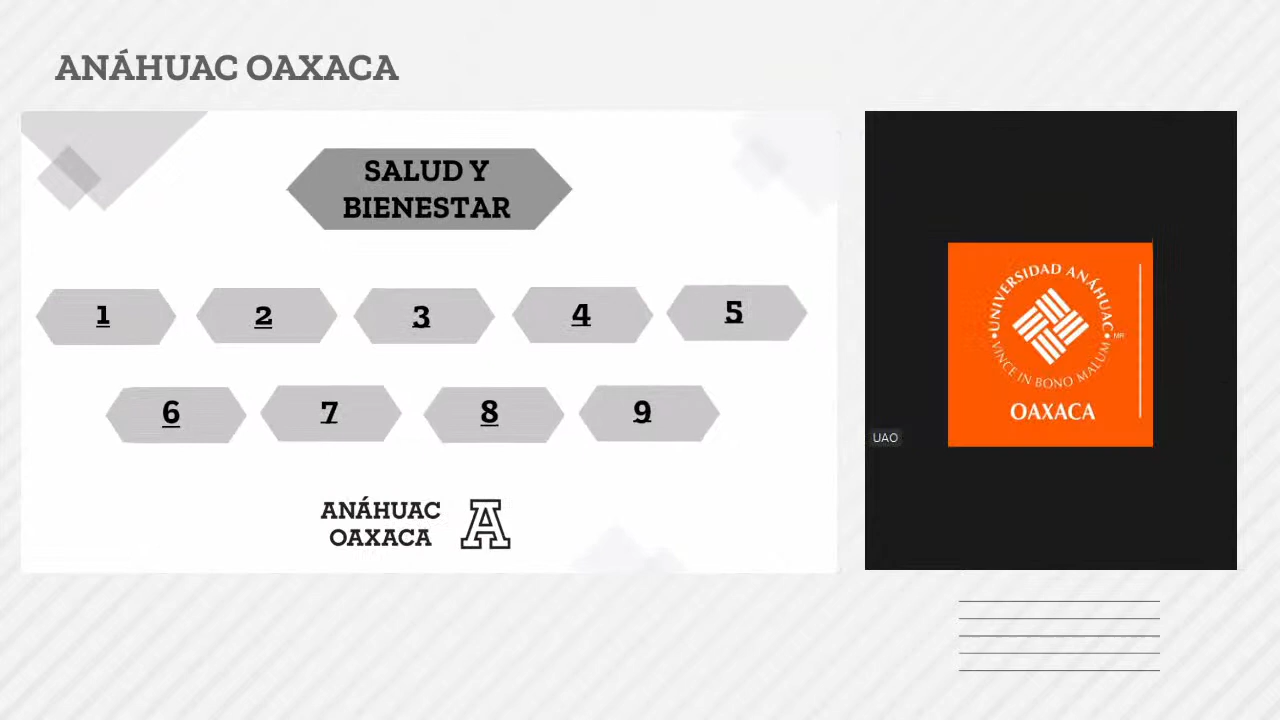 ANÁHUAC OAXACA
SALUD Y
BIENESTAR
1
2
3
4
5
6
7
8
9
ANÁHUAC
OAXACA
A
UNIVERSIDAD ANÁHUAC
MR
VINCE IN BONO MALUM
OAXACA
UAO